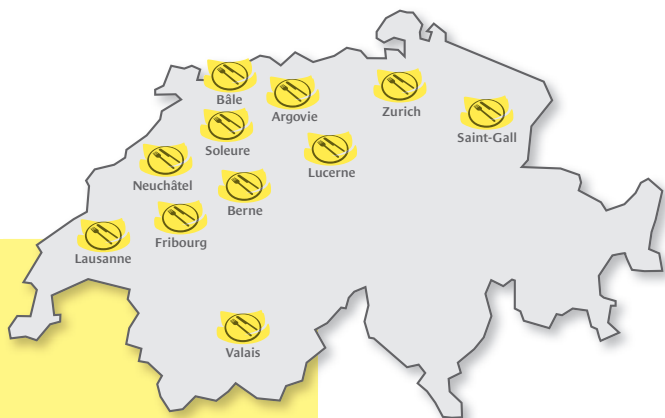 Bâle
Argovie
Zurich
Saint-Gall
Soleure
Lucerne
Neuchâtel
Berne
Fribourg
Lausanne
Valais